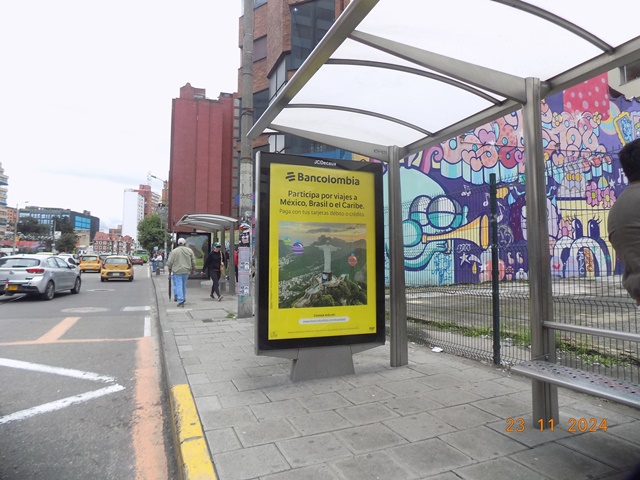 JCDecaux
Bancolombia
Participa por viajes a
México, Brasil o el Caribe.
Paga con tus tarjetas débito o crédito.
23 11 2024